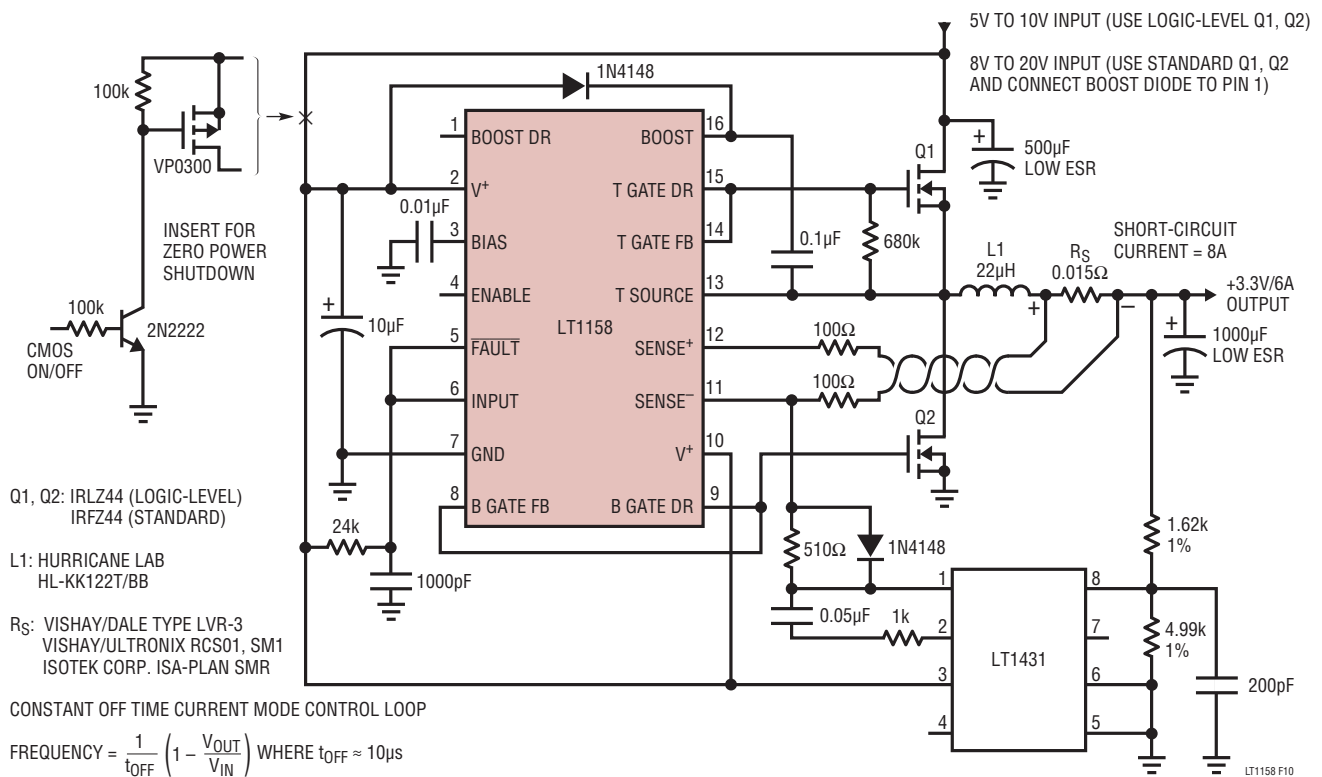 5V TO 10V INPUT (USE LOGIC-LEVEL Q1, Q2)
8V TO 20V INPUT (USE STANDARD Q1, Q2
AND CONNECT BOOST DIODE TO PIN 1)
1N4148
100k
VP0300
INSERT FOR
ZERO POWER
SHUTDOWN
100k
2N2222
CMOS
ON/OFF
+
10µF
0.01µF
1
BOOST DR
2
V+
3
BIAS
4
ENABLE
5
FAULT
6
INPUT
7
GND
8
B GATE FB
LT1158
16
BOOST
15
T GATE DR
14
T GATE FB
13
T SOURCE
12
SENSE+
11
SENSE–
10
V+
9
B GATE DR
0.1µF
680k
Q1
+
500µF
LOW ESR
L1
22µH
RS
0.015Ω
SHORT-CIRCUIT
CURRENT = 8A
+3.3V/6A
OUTPUT
+
–
+
1000µF
LOW ESR
100Ω
100Ω
Q2
24k
1000pF
510Ω
1N4148
0.05µF
1k
1
2
3
4
LT1431
8
7
6
5
1.62k
1%
4.99k
1%
200pF
Q1, Q2: IRLZ44 (LOGIC-LEVEL)
IRFZ44 (STANDARD)
L1: HURRICANE LAB
HL-KK122T/BB
RS: VISHAY/DALE TYPE LVR-3
VISHAY/ULTRONIX RCS01, SM1
ISOTEK CORP. ISA-PLAN SMR
CONSTANT OFF TIME CURRENT MODE CONTROL LOOP
FREQUENCY = 1/tOFF (1 – VOUT/VIN) WHERE tOFF ≈ 10µs
LT1158 F10